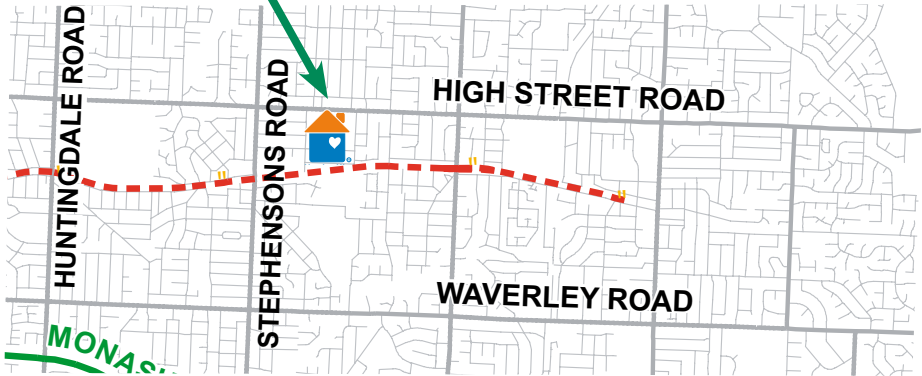 HUNTINGDALE ROAD
STEPHENSONS ROAD
HIGH STREET ROAD
WAVERLEY ROAD